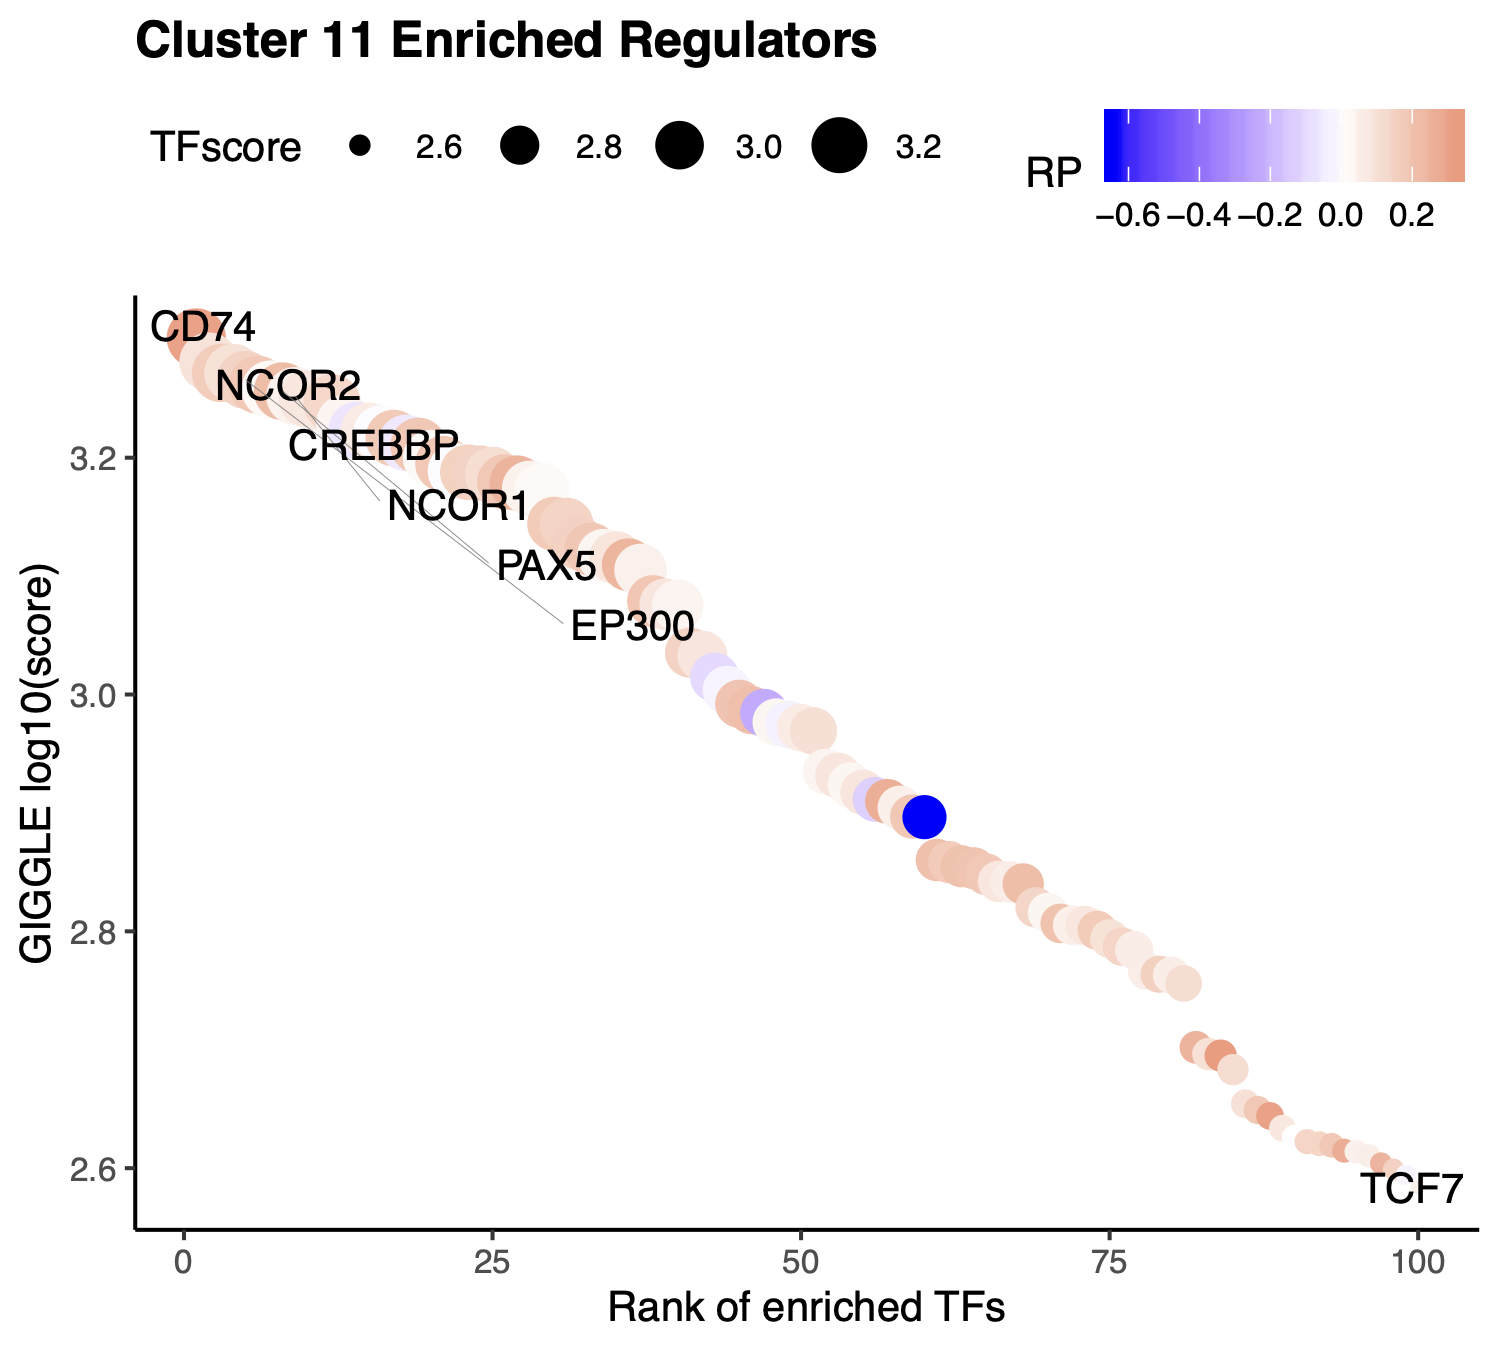 Cluster 11 Enriched Regulators
TFscore 2.6 2.8 3.0 3.2
RP
−0.6 −0.4 −0.2 0.0 0.2
CD74
NCOR2
CREBBP
NCOR1
PAX5
EP300
TCF7
GIGGLE log10(score)
3.2
3.0
2.8
2.6
0 25 50 75 100
Rank of enriched TFs